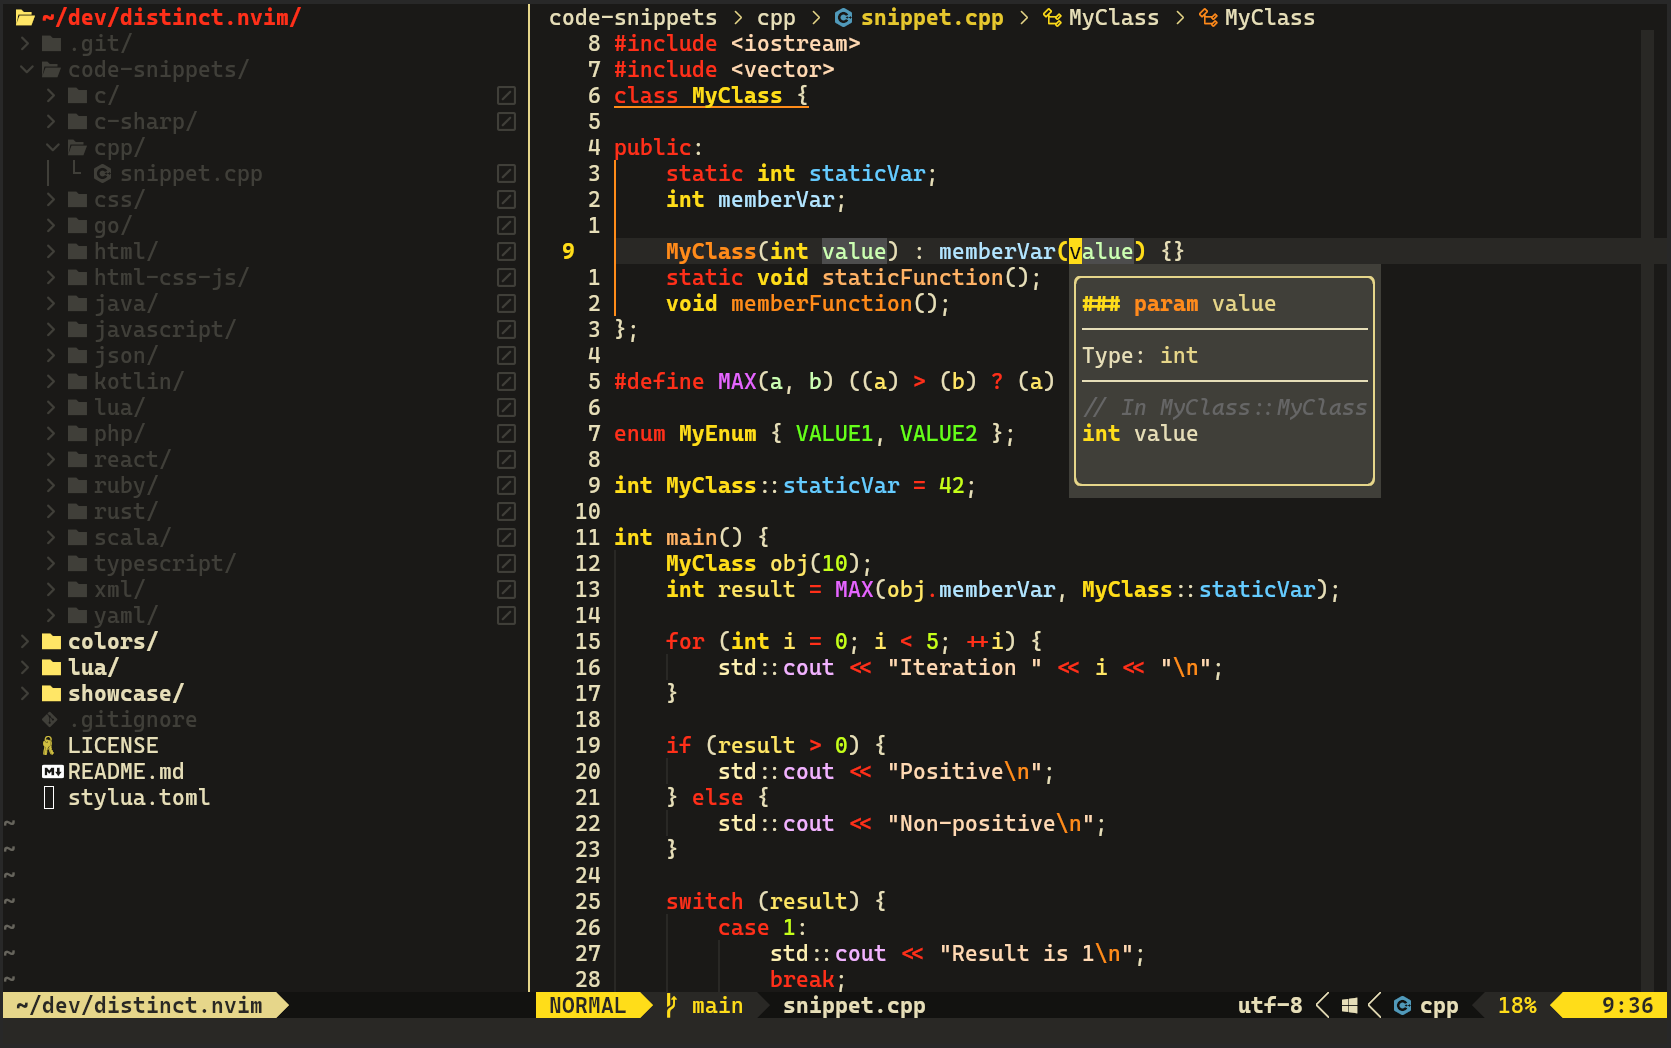 ~/dev/distinct.nvim/
.git/
code-snippets/
c/
c-sharp/
cpp/
snippet.cpp
css/
go/
html/
html-css-js/
java/
javascript/
json/
kotlin/
lua/
php/
react/
ruby/
rust/
scala/
typescript/
xml/
yaml/
colors/
lua/
showcase/
.gitignore
LICENSE
README.md
stylua.toml
~
~
~
~
~
~
~
~/dev/distinct.nvim
code-snippets > cpp > snippet.cpp > MyClass > MyClass
8 #include <iostream>
7 #include <vector>
6 class MyClass {
5
4 public:
3     static int staticVar;
2     int memberVar;
1
9     MyClass(int value) : memberVar(value) {}
1     static void staticFunction();
2     void memberFunction();
3 };
4
5 #define MAX(a, b) ((a) > (b) ? (a)
6
7 enum MyEnum { VALUE1, VALUE2 };
8
9 int MyClass::staticVar = 42;
10
11 int main() {
12     MyClass obj(10);
13     int result = MAX(obj.memberVar, MyClass::staticVar);
14
15     for (int i = 0; i < 5; ++i) {
16         std::cout << "Iteration " << i << "\n";
17     }
18
19     if (result > 0) {
20         std::cout << "Positive\n";
21     } else {
22         std::cout << "Non-positive\n";
23     }
24
25     switch (result) {
26         case 1:
27             std::cout << "Result is 1\n";
28             break;
### param value
Type: int
// In MyClass::MyClass
int value
NORMAL main snippet.cpp utf-8 cpp 18% 9:36